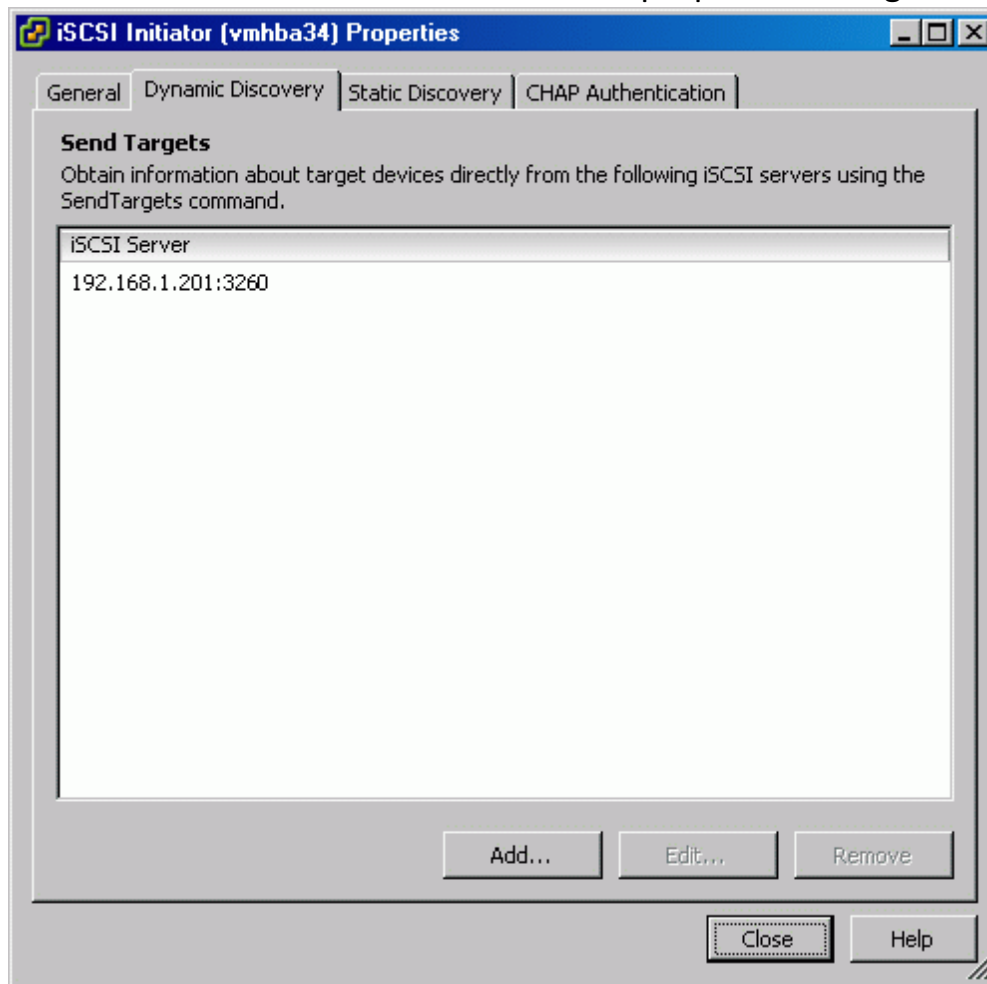 iSCSI Initiator (vmhba34) Properties
General Dynamic Discovery Static Discovery CHAP Authentication
Send Targets
Obtain information about target devices directly from the following iSCSI servers using the
SendTargets command.
iSCSI Server
192.168.1.201:3260
Add... Edit... Remove
Close Help